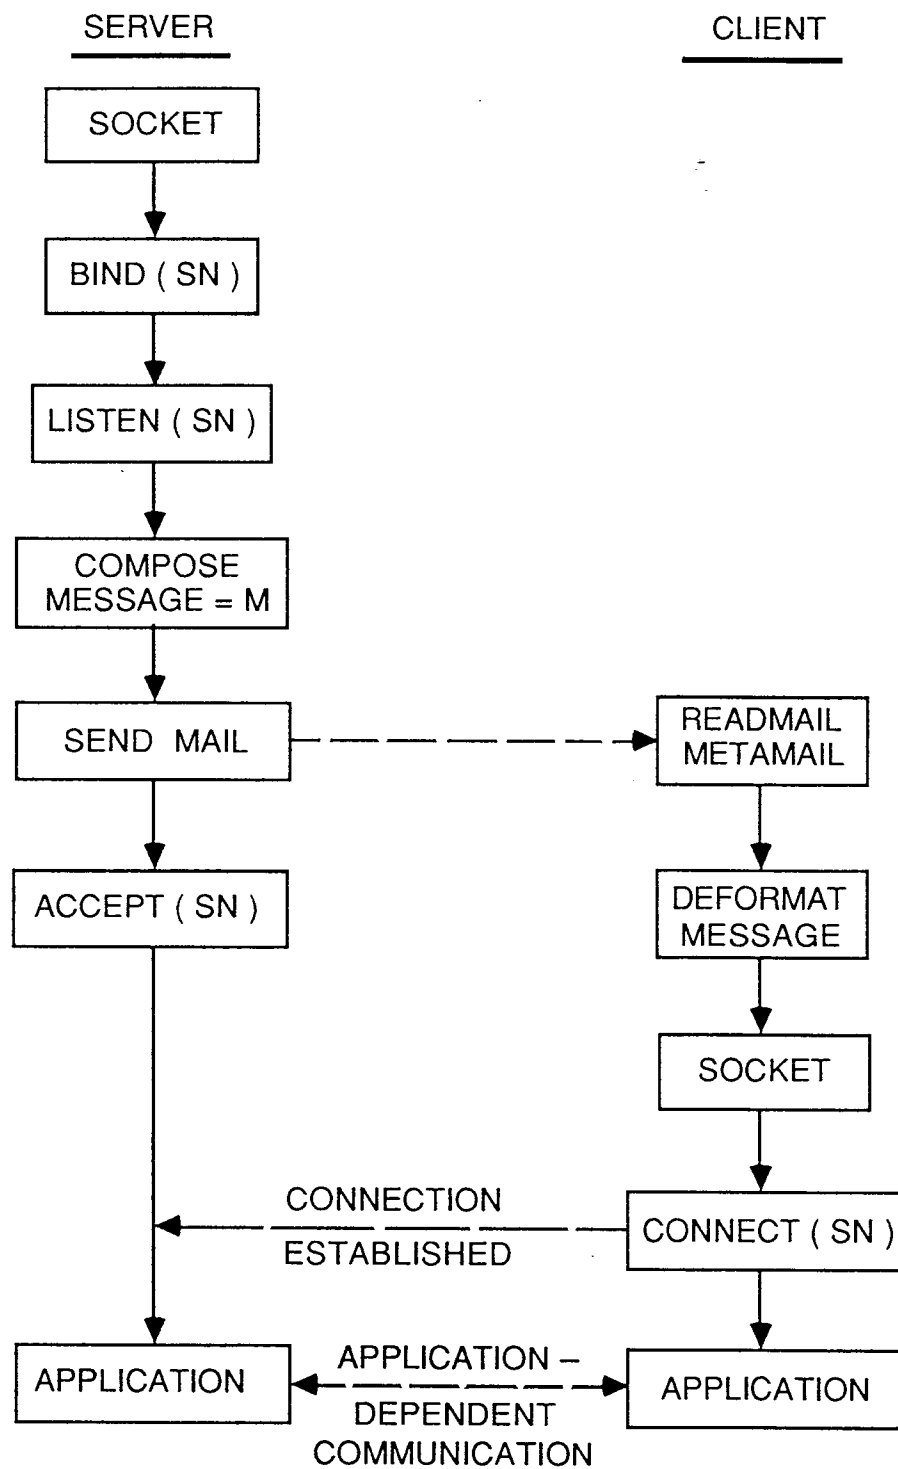 SERVER
CLIENT
SOCKET
BIND ( SN )
LISTEN ( SN )
COMPOSE
MESSAGE = M
SEND MAIL
READMAIL
METAMAIL
ACCEPT ( SN )
DEFORMAT
MESSAGE
SOCKET
CONNECTION
ESTABLISHED
CONNECT ( SN )
APPLICATION
APPLICATION –
DEPENDENT
COMMUNICATION
APPLICATION